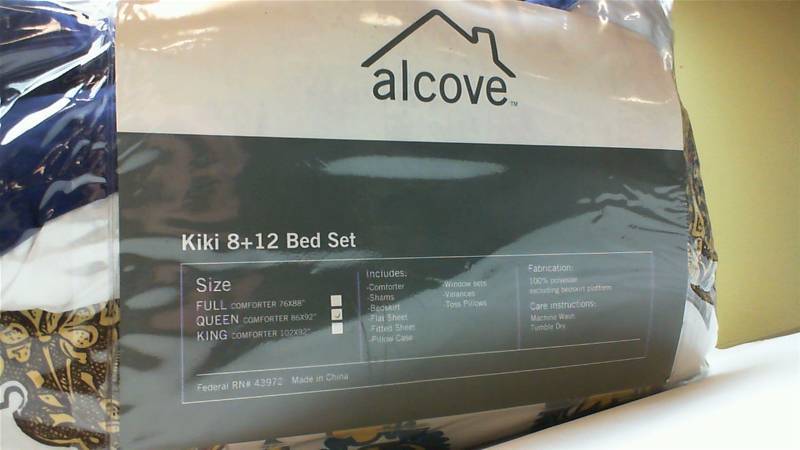 alcove™
Kiki 8+12 Bed Set
Size
FULL COMFORTER 76X88"
QUEEN COMFORTER 86X92"
KING COMFORTER 102X92"
Includes:
-Comforter
-Shams
-Bedskirt
-Flat Sheet
-Fitted Sheet
-Pillow Case
-Window sets
-Valances
-Toss Pillows
Fabrication:
100% polyester
excluding bedskirt platform
Care instructions:
Machine Wash
Tumble Dry
Federal RN# 43972 Made in China